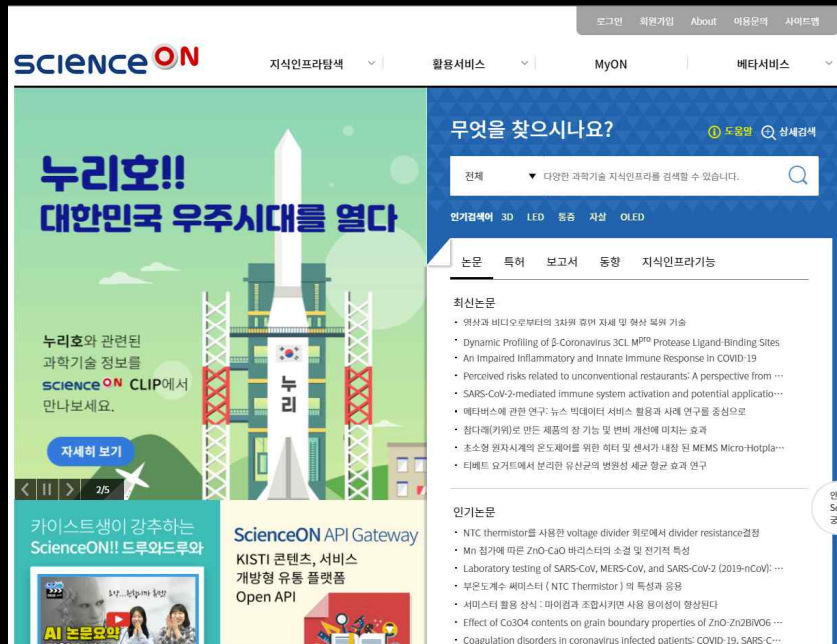 로그인 회원가입 About 이용문의 사이트맵
SCIENCE ON
지식인프라탐색 활용서비스 MyON 베타서비스
누리호!!
대한민국 우주시대를 열다
누리호와 관련된
과학기술 정보를
SCIENCE ON CLIP에서
만나보세요.
자세히 보기
누리
2/5
무엇을 찾으시나요?
도움말 상세검색
전체 다양한 과학기술 지식인프라를 검색할 수 있습니다.
인기검색어 3D LED 통증 자살 OLED
논문 특허 보고서 동향 지식인프라기능
최신논문
· 영상과 비디오로부터의 3차원 휴먼 자세 및 형상 복원 기술
· Dynamic Profiling of β-Coronavirus 3CL Mpro Protease Ligand-Binding Sites
· An Impaired Inflammatory and Innate Immune Response in COVID-19
· Perceived risks related to unconventional restaurants: A perspective from ⋯
· SARS-CoV-2-mediated immune system activation and potential applicatio⋯
· 메타버스에 관한 연구: 뉴스 빅데이터 서비스 활용과 사례 연구를 중심으로
· 참다래(키위)로 만든 제품의 장 기능 및 변비 개선에 미치는 효과
· 초소형 원자시계의 온도제어를 위한 히터 및 센서가 내장 된 MEMS Micro-Hotpla⋯
· 티베트 요거트에서 분리한 유산균의 병원성 세균 항균 효과 연구
인기논문
· NTC thermistor를 사용한 voltage divider 회로에서 divider resistance결정
· Mn 첨가에 따른 ZnO-CaO 바리스터의 소결 및 전기적 특성
· Laboratory testing of SARS-CoV, MERS-CoV, and SARS-CoV-2 (2019-nCoV): ⋯
· 부온도계수 써미스터 ( NTC Thermistor ) 의 특성과 응용
· 서미스터 활용 상식 : 마이컴과 조합시키면 사용 용이성이 향상된다
· Effect of Co3O4 contents on grain boundary properties of ZnO-Zn2BiVO6 ⋯
· Coagulation disorders in coronavirus infected patients: COVID-19, SARS-C⋯
카이스트생이 강추하는
ScienceON!! 드루와드루와
AI 논문요약
ScienceON API Gateway
KISTI 콘텐츠, 서비스
개방형 유통 플랫폼
Open API